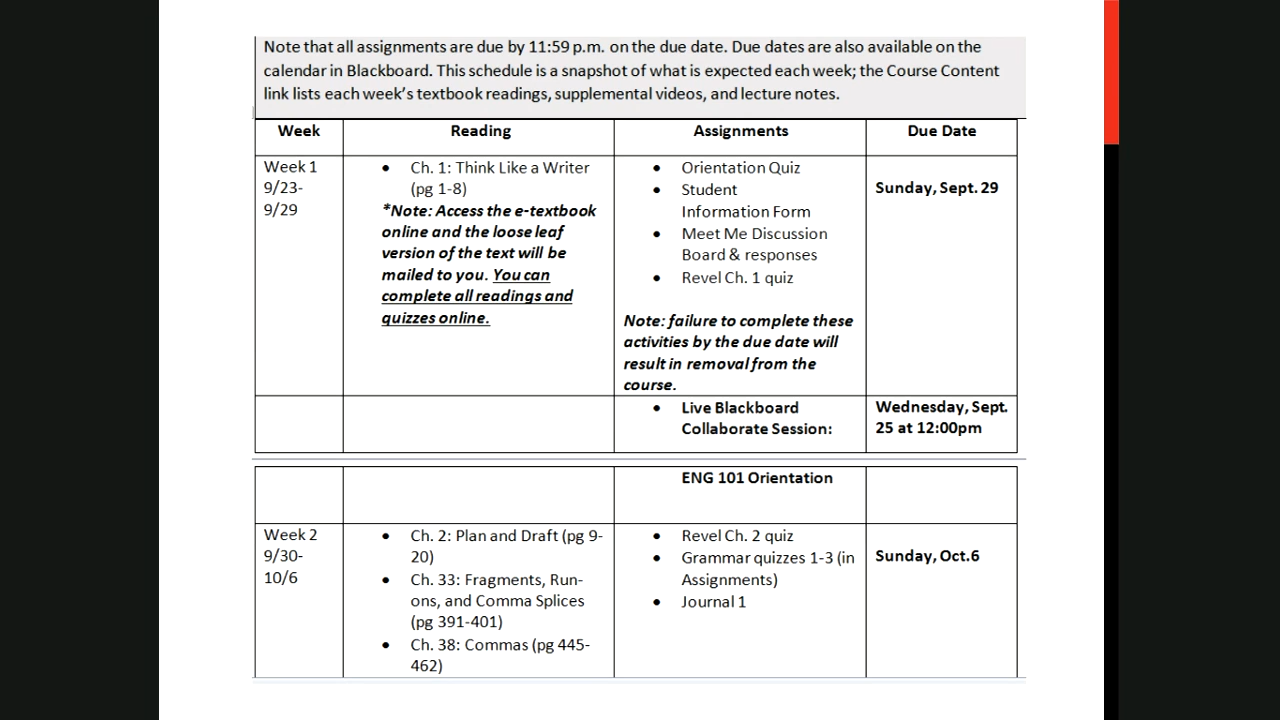 Note that all assignments are due by 11:59 p.m. on the due date. Due dates are also available on the
calendar in Blackboard. This schedule is a snapshot of what is expected each week; the Course Content
link lists each week's textbook readings, supplemental videos, and lecture notes.
Week
Reading
Assignments
Due Date
Week 1
9/23-
9/29
• Ch. 1: Think Like a Writer
(pg 1-8)
*Note: Access the e-textbook
online and the loose leaf
version of the text will be
mailed to you. You can
complete all readings and
quizzes online.
• Orientation Quiz
• Student
Information Form
• Meet Me Discussion
Board & responses
• Revel Ch. 1 quiz
Note: failure to complete these
activities by the due date will
result in removal from the
course.
Sunday, Sept. 29
• Live Blackboard
Collaborate Session:
Wednesday, Sept.
25 at 12:00pm
ENG 101 Orientation
Week 2
9/30-
10/6
• Ch. 2: Plan and Draft (pg 9-
20)
• Ch. 33: Fragments, Run-
ons, and Comma Splices
(pg 391-401)
• Ch. 38: Commas (pg 445-
462)
• Revel Ch. 2 quiz
• Grammar quizzes 1-3 (in
Assignments)
• Journal 1
Sunday, Oct.6